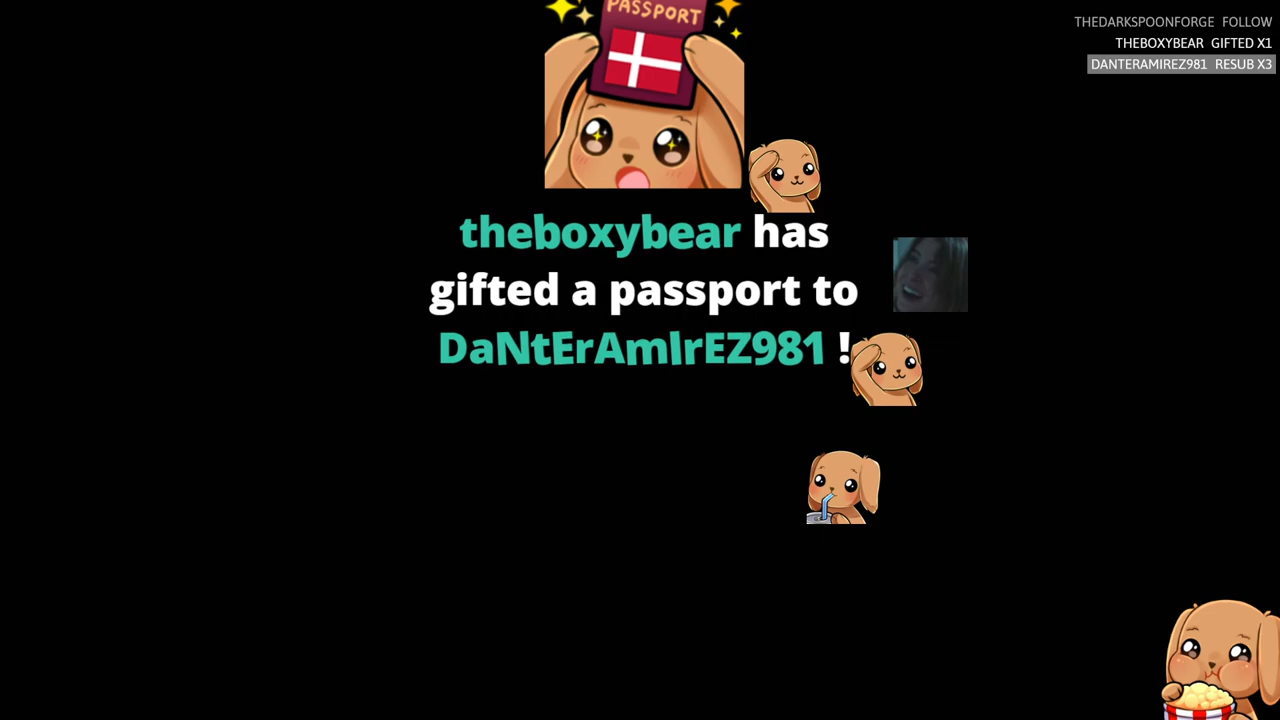 PASSPORT
THEDARKSPOONFORGE FOLLOW
THEBOXYBEAR GIFTED X1
DANTERAMIREZ981 RESUB X3
theboxybear has
gifted a passport to
DaNtErAmIrEZ981 !